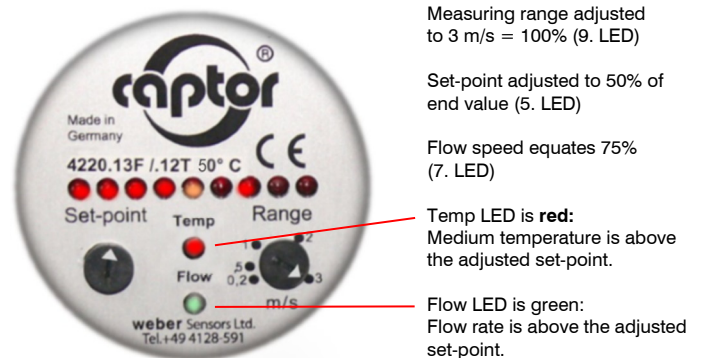 captor®
Made in
Germany
CE
4220.13F /.12T 50° C
Set-point
Temp
Range
1
2
.5
0,2
3
Flow
m/s
weber Sensors Ltd.
Tel.+49 4128-591
Measuring range adjusted
to 3 m/s = 100% (9. LED)
Set-point adjusted to 50% of
end value (5. LED)
Flow speed equates 75%
(7. LED)
Temp LED is red:
Medium temperature is above
the adjusted set-point.
Flow LED is green:
Flow rate is above the adjusted
set-point.